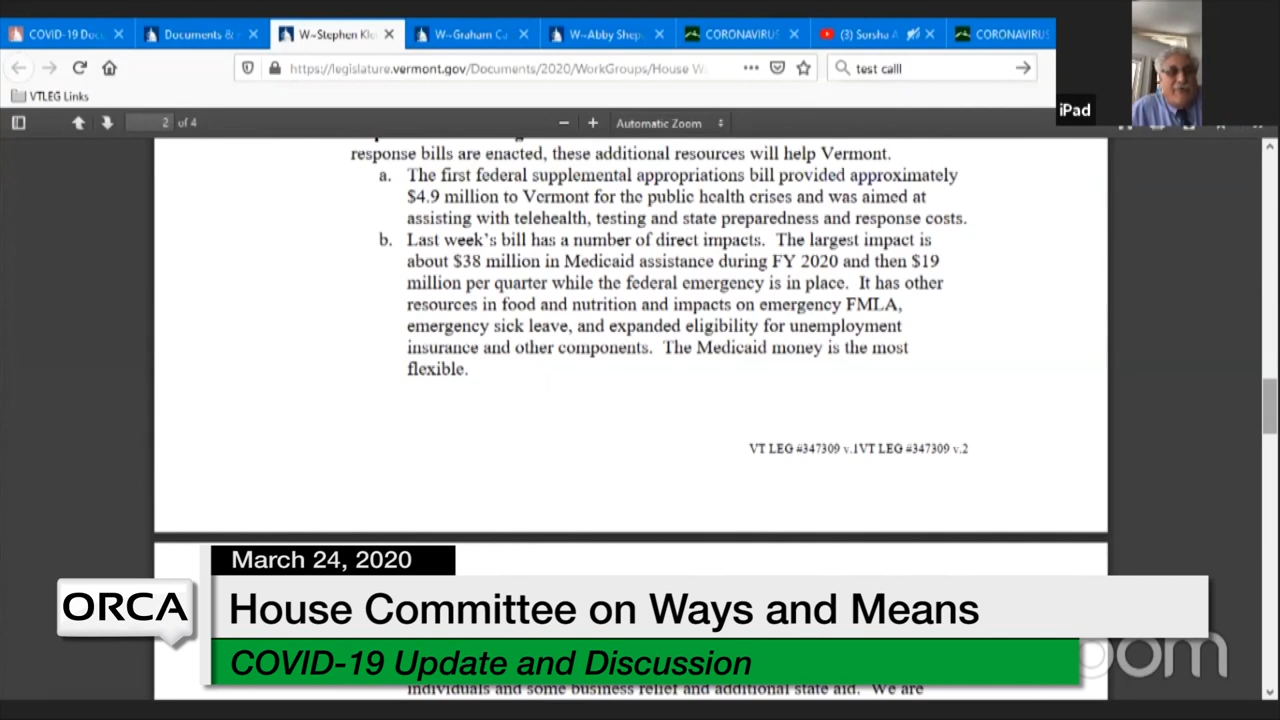 COVID-19 Doc
Documents &
W~Stephen Kle
W~Graham Ca
W~Abby Shep
CORONAVIRUS
(3) Sorsha A
CORONAVIRUS
https://legislature.vermont.gov/Documents/2020/WorkGroups/House W
test calll
VTLEG Links
iPad
2 of 4
Automatic Zoom
response bills are enacted, these additional resources will help Vermont.
a. The first federal supplemental appropriations bill provided approximately
$4.9 million to Vermont for the public health crises and was aimed at
assisting with telehealth, testing and state preparedness and response costs.
b. Last week's bill has a number of direct impacts. The largest impact is
about $38 million in Medicaid assistance during FY 2020 and then $19
million per quarter while the federal emergency is in place. It has other
resources in food and nutrition and impacts on emergency FMLA,
emergency sick leave, and expanded eligibility for unemployment
insurance and other components. The Medicaid money is the most
flexible.
VT LEG #347309 v.1VT LEG #347309 v.2
March 24, 2020
ORCA
House Committee on Ways and Means
COVID-19 Update and Discussion
oom
individuals and some business relief and additional state aid. We are